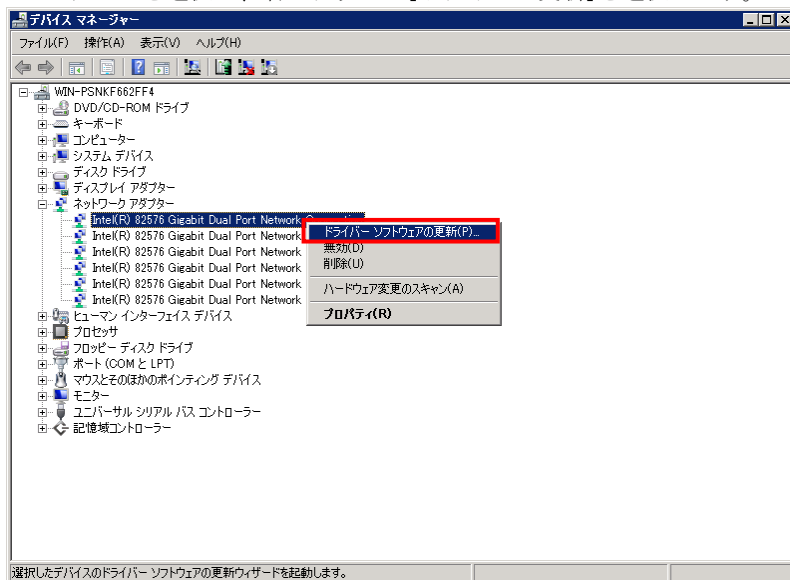 デバイス マネージャー
ファイル(F) 操作(A) 表示(V) ヘルプ(H)
WIN-PSNKF662FF4
DVD/CD-ROM ドライブ
キーボード
コンピューター
システム デバイス
ディスク ドライブ
ディスプレイ アダプター
ネットワーク アダプター
Intel(R) 82576 Gigabit Dual Port Network
Intel(R) 82576 Gigabit Dual Port Network
Intel(R) 82576 Gigabit Dual Port Network
Intel(R) 82576 Gigabit Dual Port Network
Intel(R) 82576 Gigabit Dual Port Network
Intel(R) 82576 Gigabit Dual Port Network
ドライバー ソフトウェアの更新(P)...
無効(D)
削除(U)
ハードウェア変更のスキャン(A)
プロパティ(R)
ヒューマン インターフェイス デバイス
プロセッサ
フロッピー ディスク ドライブ
ポート (COM と LPT)
マウスとそのほかのポインティング デバイス
モニター
ユニバーサル シリアル バス コントローラー
記憶域コントローラー
選択したデバイスのドライバー ソフトウェアの更新ウィザードを起動します。